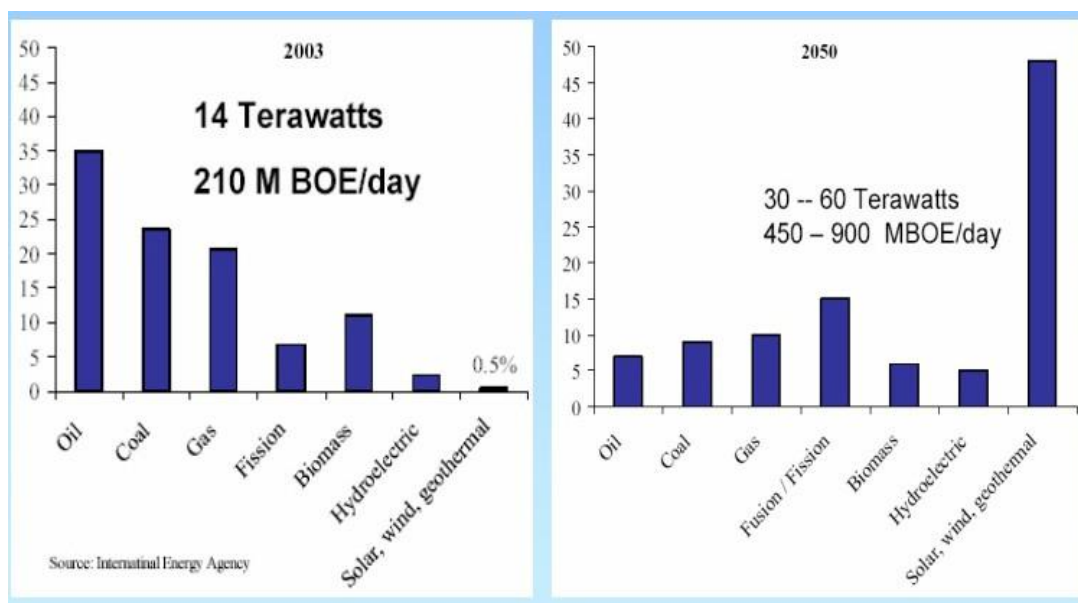 2003
50
45
40
35
30
25
20
15
10
5
0
14 Terawatts
210 M BOE/day
0.5%
Oil
Coal
Gas
Fission
Biomass
Hydroelectric
Solar, wind, geothermal
Source: Internatinal Energy Agency
2050
50
45
40
35
30
25
20
15
10
5
0
30 -- 60 Terawatts
450 – 900 MBOE/day
Oil
Coal
Gas
Fusion / Fission
Biomass
Hydroelectric
Solar, wind, geothermal